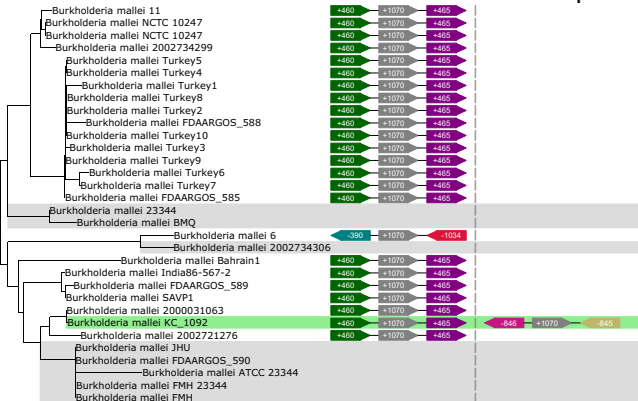 Burkholderia mallei 11 +460 +1070 +465
Burkholderia mallei NCTC 10247 +460 +1070 +465
Burkholderia mallei NCTC 10247 +460 +1070 +465
Burkholderia mallei 2002734299 +460 +1070 +465
Burkholderia mallei Turkey5 +460 +1070 +465
Burkholderia mallei Turkey4 +460 +1070 +465
Burkholderia mallei Turkey1 +460 +1070 +465
Burkholderia mallei Turkey8 +460 +1070 +465
Burkholderia mallei Turkey2 +460 +1070 +465
Burkholderia mallei FDAARGOS_588 +460 +1070 +465
Burkholderia mallei Turkey10 +460 +1070 +465
Burkholderia mallei Turkey3 +460 +1070 +465
Burkholderia mallei Turkey9 +460 +1070 +465
Burkholderia mallei Turkey6 +460 +1070 +465
Burkholderia mallei Turkey7 +460 +1070 +465
Burkholderia mallei FDAARGOS_585 +460 +1070 +465
Burkholderia mallei 23344
Burkholderia mallei BMQ
Burkholderia mallei 6 -390 +1070 -1034
Burkholderia mallei 2002734306
Burkholderia mallei Bahrain1 +460 +1070 +465
Burkholderia mallei India86-567-2 +460 +1070 +465
Burkholderia mallei FDAARGOS_589 +460 +1070 +465
Burkholderia mallei SAVP1 +460 +1070 +465
Burkholderia mallei 2000031063 +460 +1070 +465
Burkholderia mallei KC_1092 +460 +1070 +465 -846 +1070 -845
Burkholderia mallei 2002721276 +460 +1070 +465
Burkholderia mallei JHU
Burkholderia mallei FDAARGOS_590
Burkholderia mallei ATCC 23344
Burkholderia mallei FMH 23344
Burkholderia mallei FMH